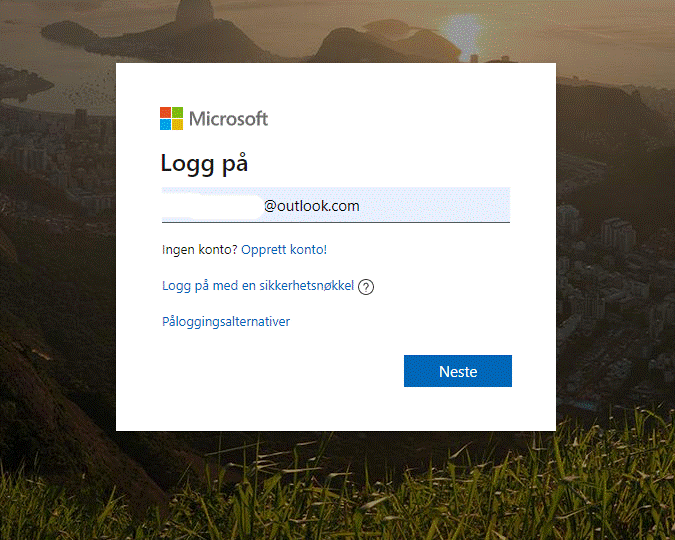 Microsoft
Logg på
@outlook.com
Ingen konto? Opprett konto!
Logg på med en sikkerhetsnøkkel ?
Påloggingsalternativer
Neste